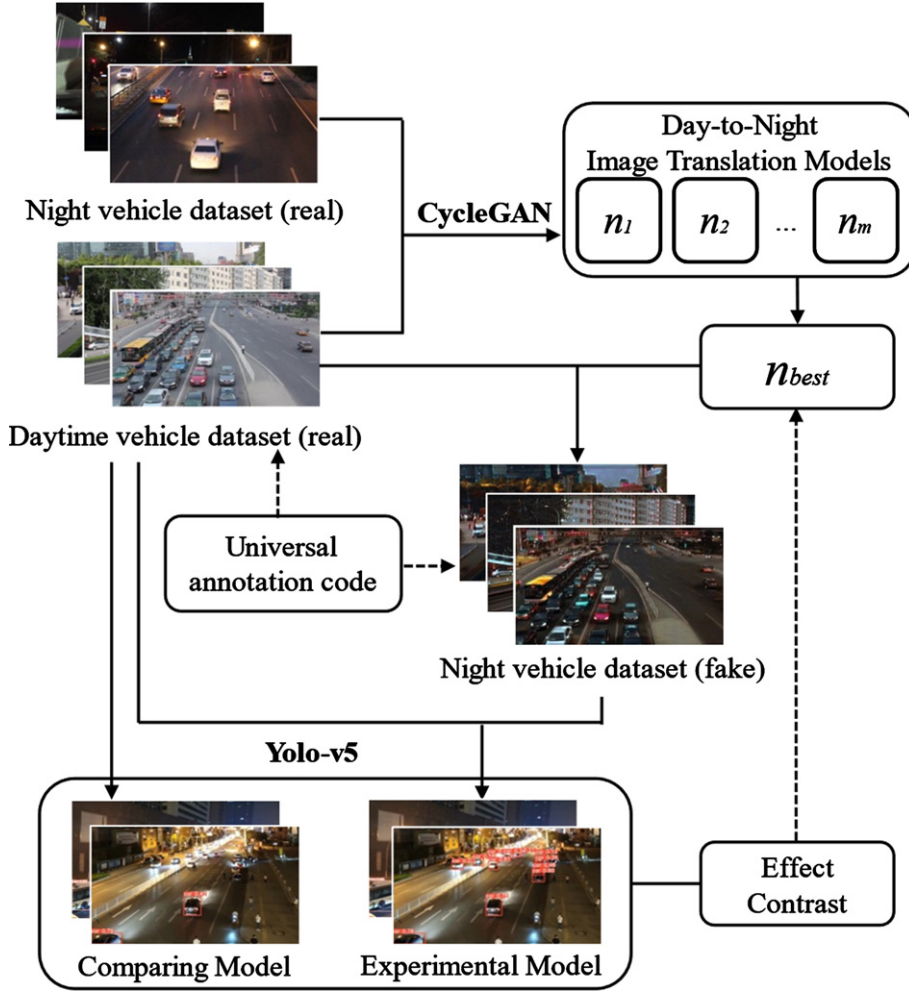 Night vehicle dataset (real)
CycleGAN
Day-to-Night
Image Translation Models
n1
n2
...
nm
nbest
Daytime vehicle dataset (real)
Universal
annotation code
Night vehicle dataset (fake)
Yolo-v5
Comparing Model
Experimental Model
Effect
Contrast